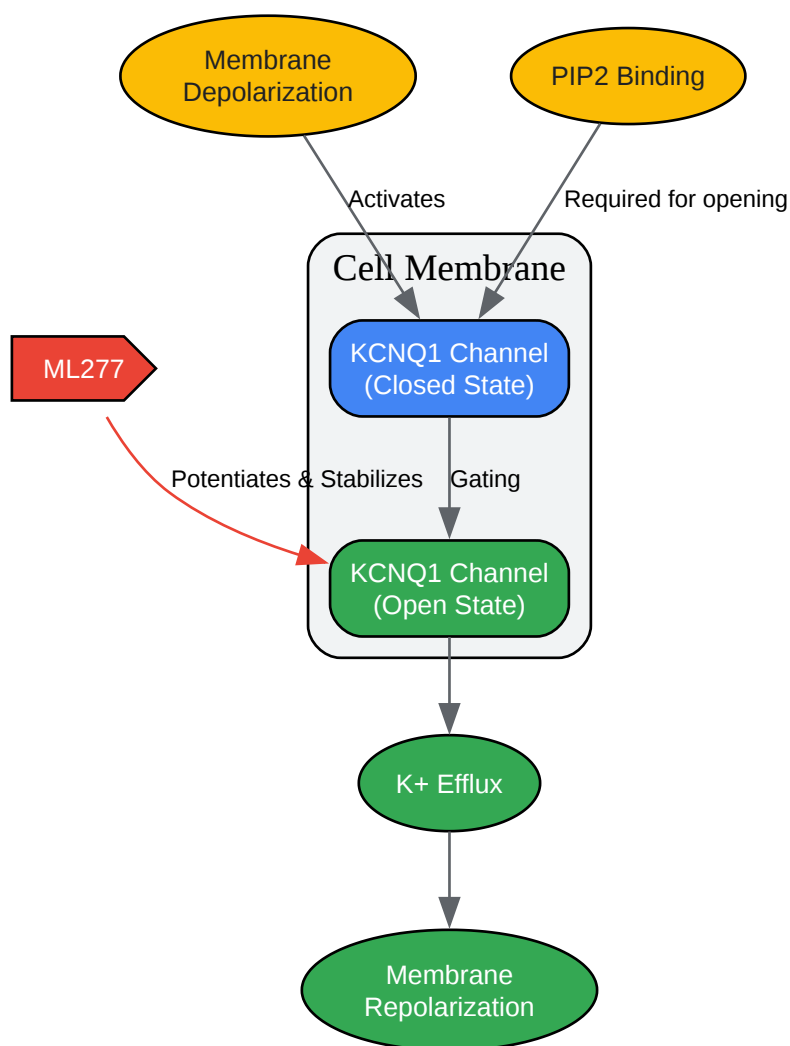 Membrane
Depolarization
PIP2 Binding
Activates
Required for opening
Cell Membrane
KCNQ1 Channel
(Closed State)
ML277
Potentiates & Stabilizes
Gating
KCNQ1 Channel
(Open State)
K+ Efflux
Membrane
Repolarization